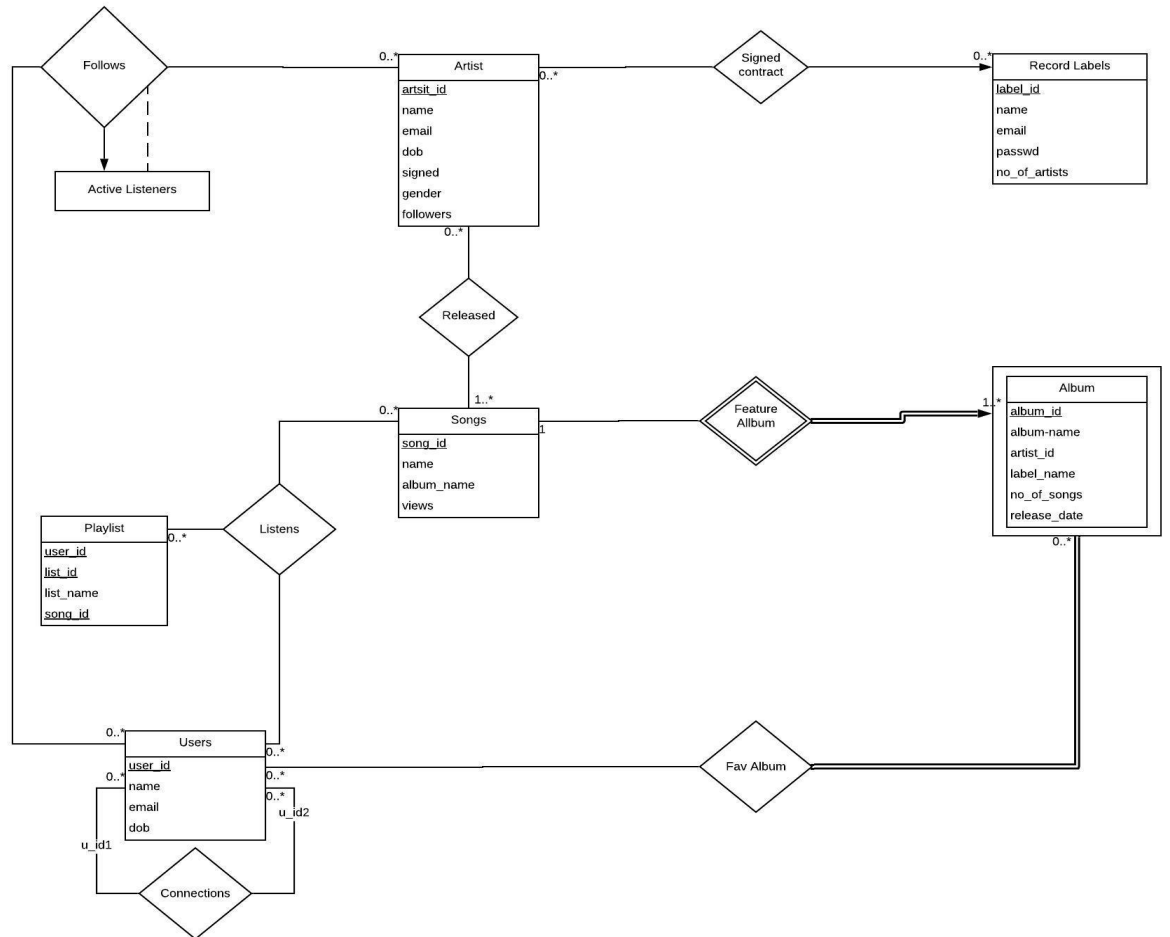 Follows
0..*
Artist
0..*
artsit_id
name
email
dob
signed
gender
followers
0..*
Signed
contract
0..*
Record Labels
label_id
name
email
passwd
no_of_artists
Active Listeners
Released
1..*
0..*
Songs
1
song_id
name
album_name
views
Feature
Allbum
1..*
Album
album_id
album-name
artist_id
label_name
no_of_songs
release_date
0..*
Playlist
0..*
user_id
list_id
list_name
song_id
Listens
0..*
Users
0..*
0..*
user_id
0..*
name
0..*
email
dob
u_id1
u_id2
Connections
Fav Album